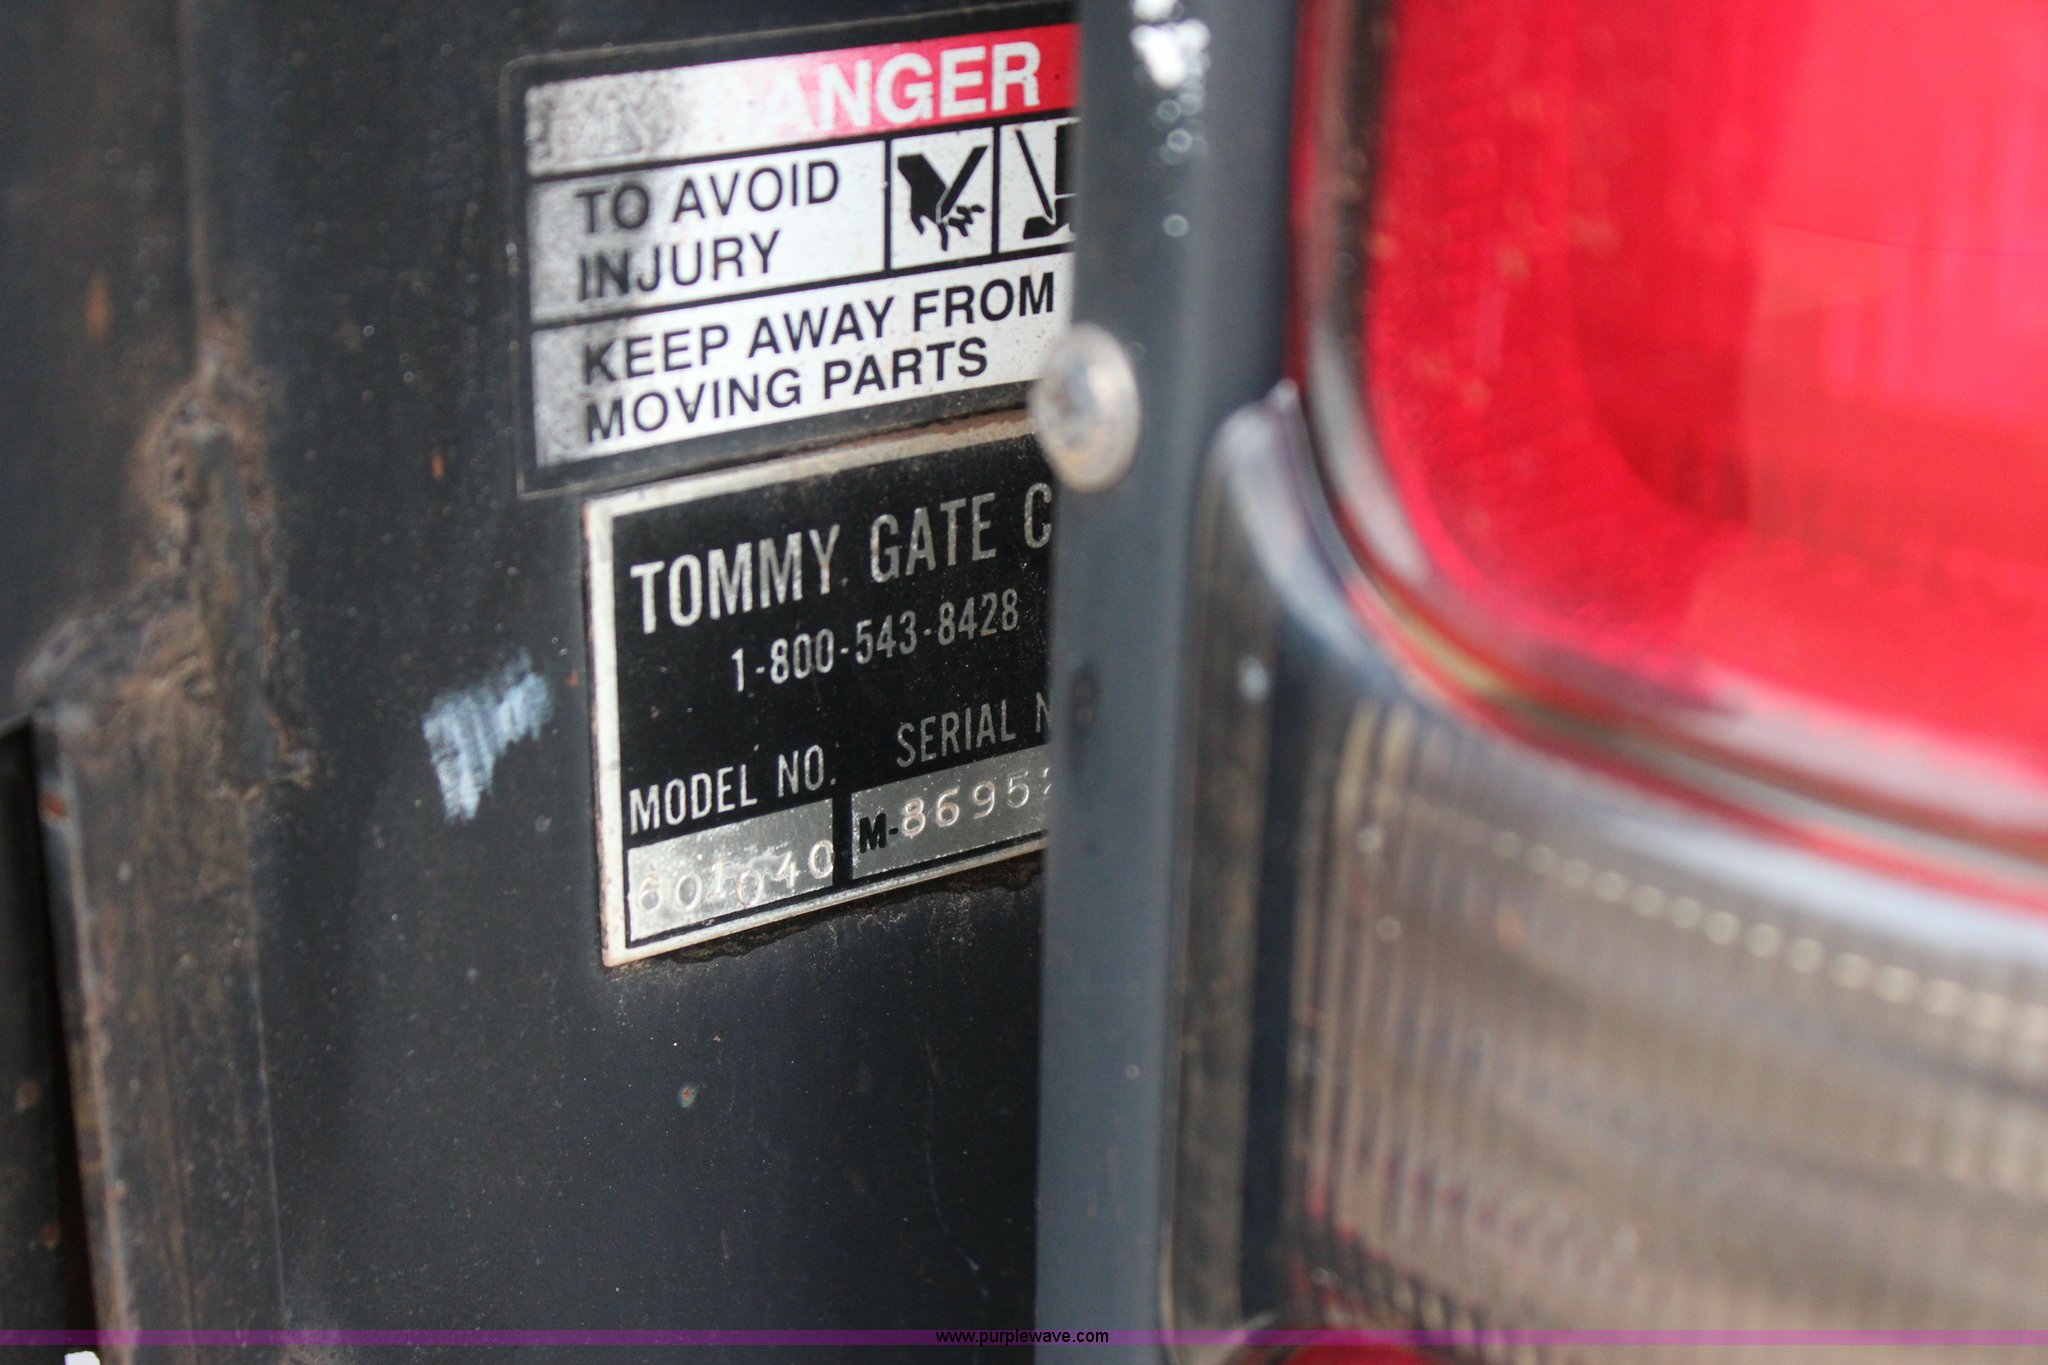 DANGER
TO AVOID
INJURY
KEEP AWAY FROM
MOVING PARTS
TOMMY GATE C
1-800-543-8428
MODEL NO. SERIAL N
601040 M-8695
www.purplewave.com